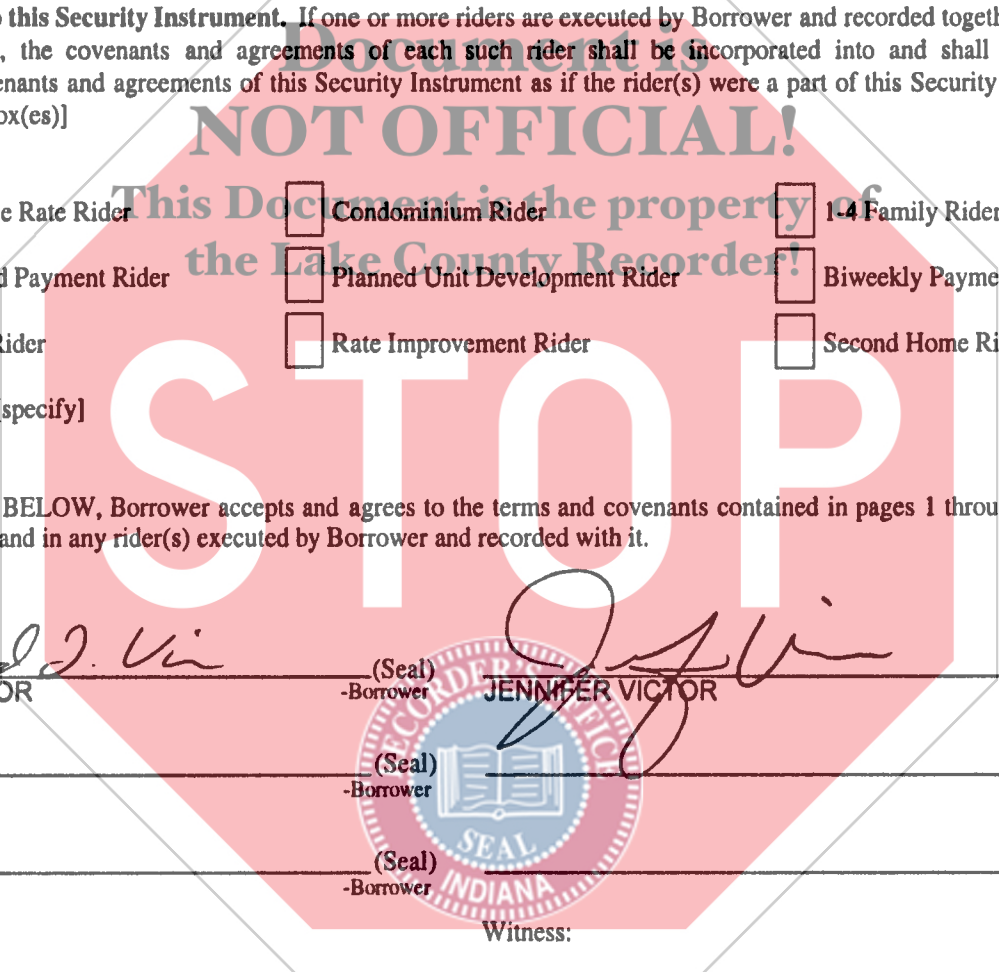 this Security Instrument. If one or more riders are executed by Borrower and recorded togeth
, the covenants and agreements of each such rider shall be incorporated into and shall
enants and agreements of this Security Instrument as if the rider(s) were a part of this Security
ox(es)]
Document is
NOT OFFICIAL!
This Document is the property of
the Lake County Recorder!
e Rate Rider Condominium Rider 1-4 Family Rider
d Payment Rider Planned Unit Development Rider Biweekly Payme
Rider Rate Improvement Rider Second Home Ri
[specify]
STOP
BELOW, Borrower accepts and agrees to the terms and covenants contained in pages 1 throu
and in any rider(s) executed by Borrower and recorded with it.
(Seal)
OR -Borrower JENNIFER VICTOR
(Seal)
-Borrower
(Seal)
-Borrower
RECORDER'S OFFICE
SEAL
INDIANA
Witness: